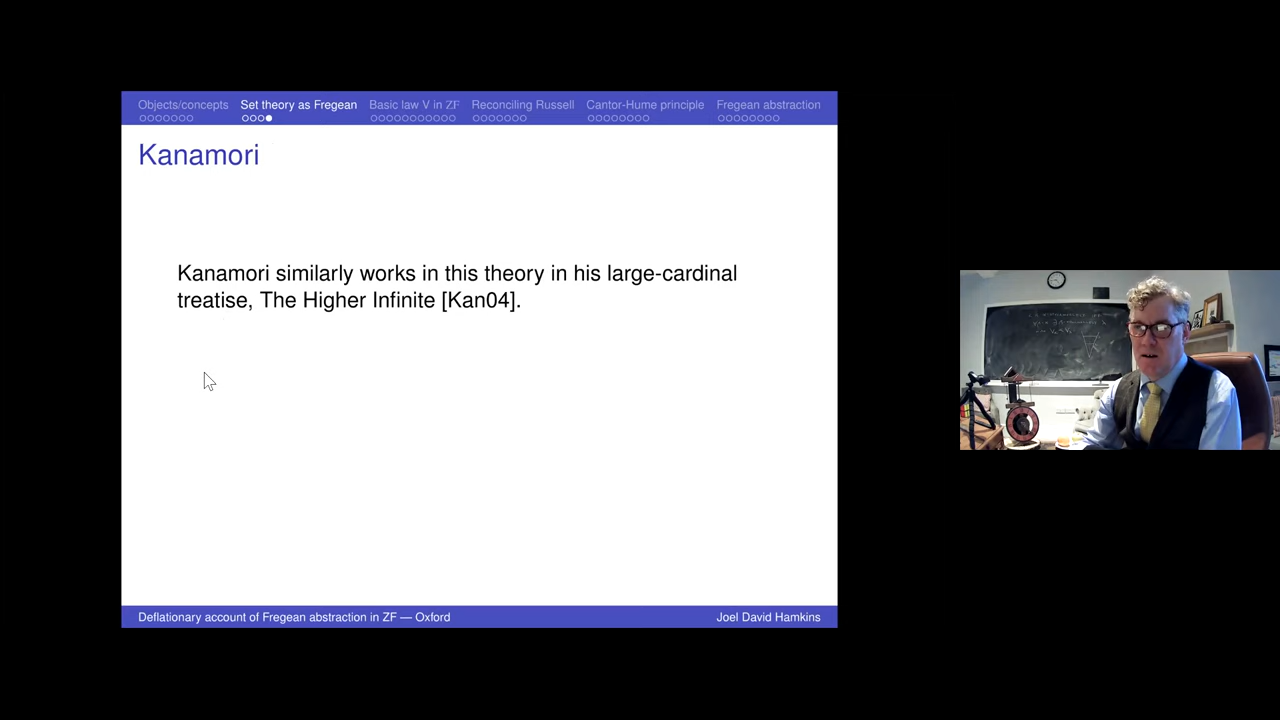 Objects/concepts Set theory as Fregean Basic law V in ZF Reconciling Russell Cantor-Hume principle Fregean abstraction
Kanamori
Kanamori similarly works in this theory in his large-cardinal
treatise, The Higher Infinite [Kan04].
Deflationary account of Fregean abstraction in ZF — Oxford Joel David Hamkins